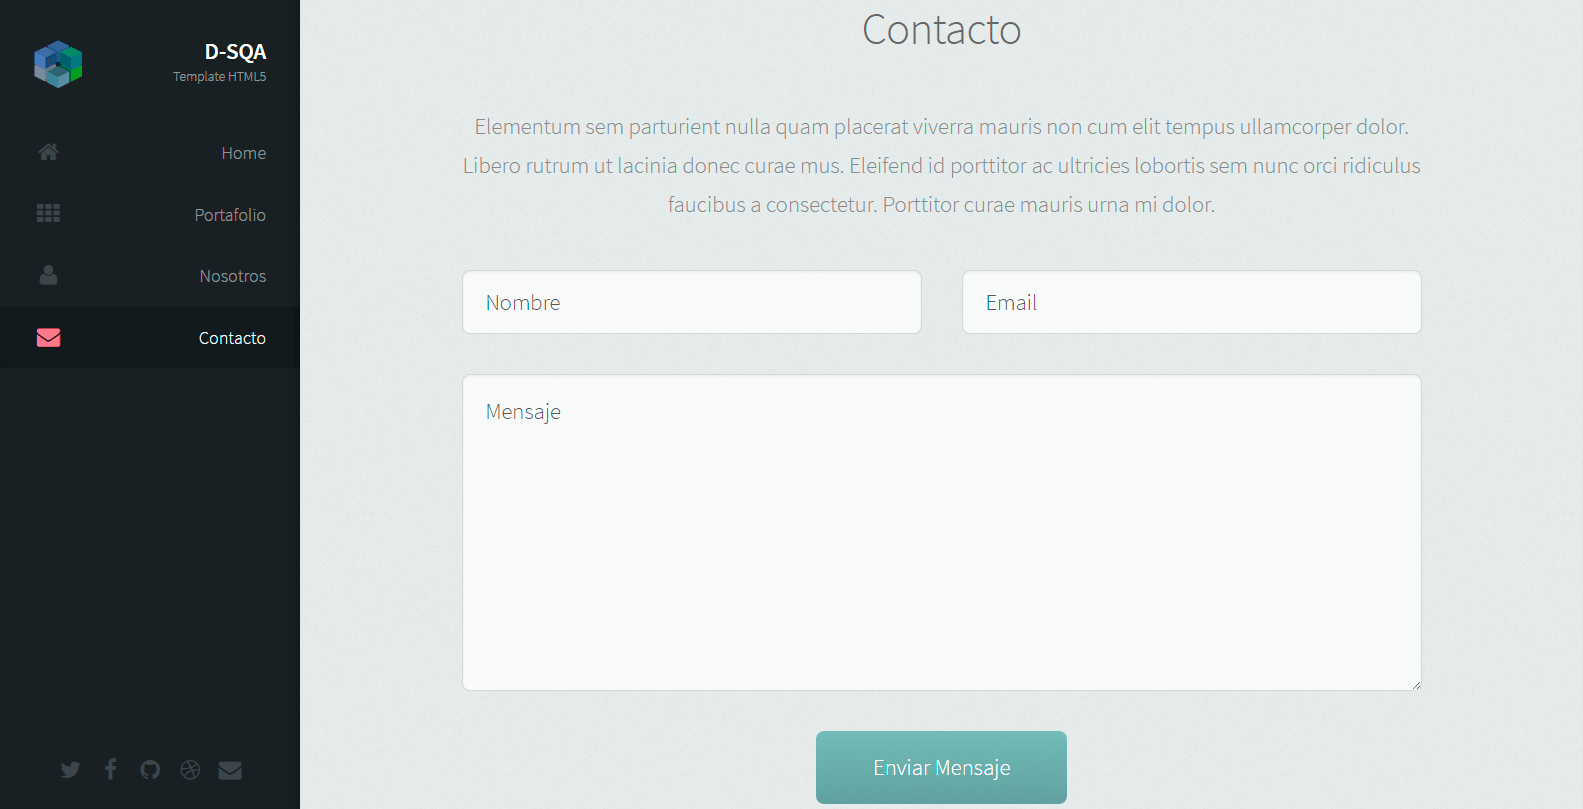 D-SQA
Template HTML5
Home
Portafolio
Nosotros
Contacto
Contacto
Elementum sem parturient nulla quam placerat viverra mauris non cum elit tempus ullamcorper dolor.
Libero rutrum ut lacinia donec curae mus. Eleifend id porttitor ac ultricies lobortis sem nunc orci ridiculus
faucibus a consectetur. Porttitor curae mauris urna mi dolor.
Nombre
Email
Mensaje
Enviar Mensaje